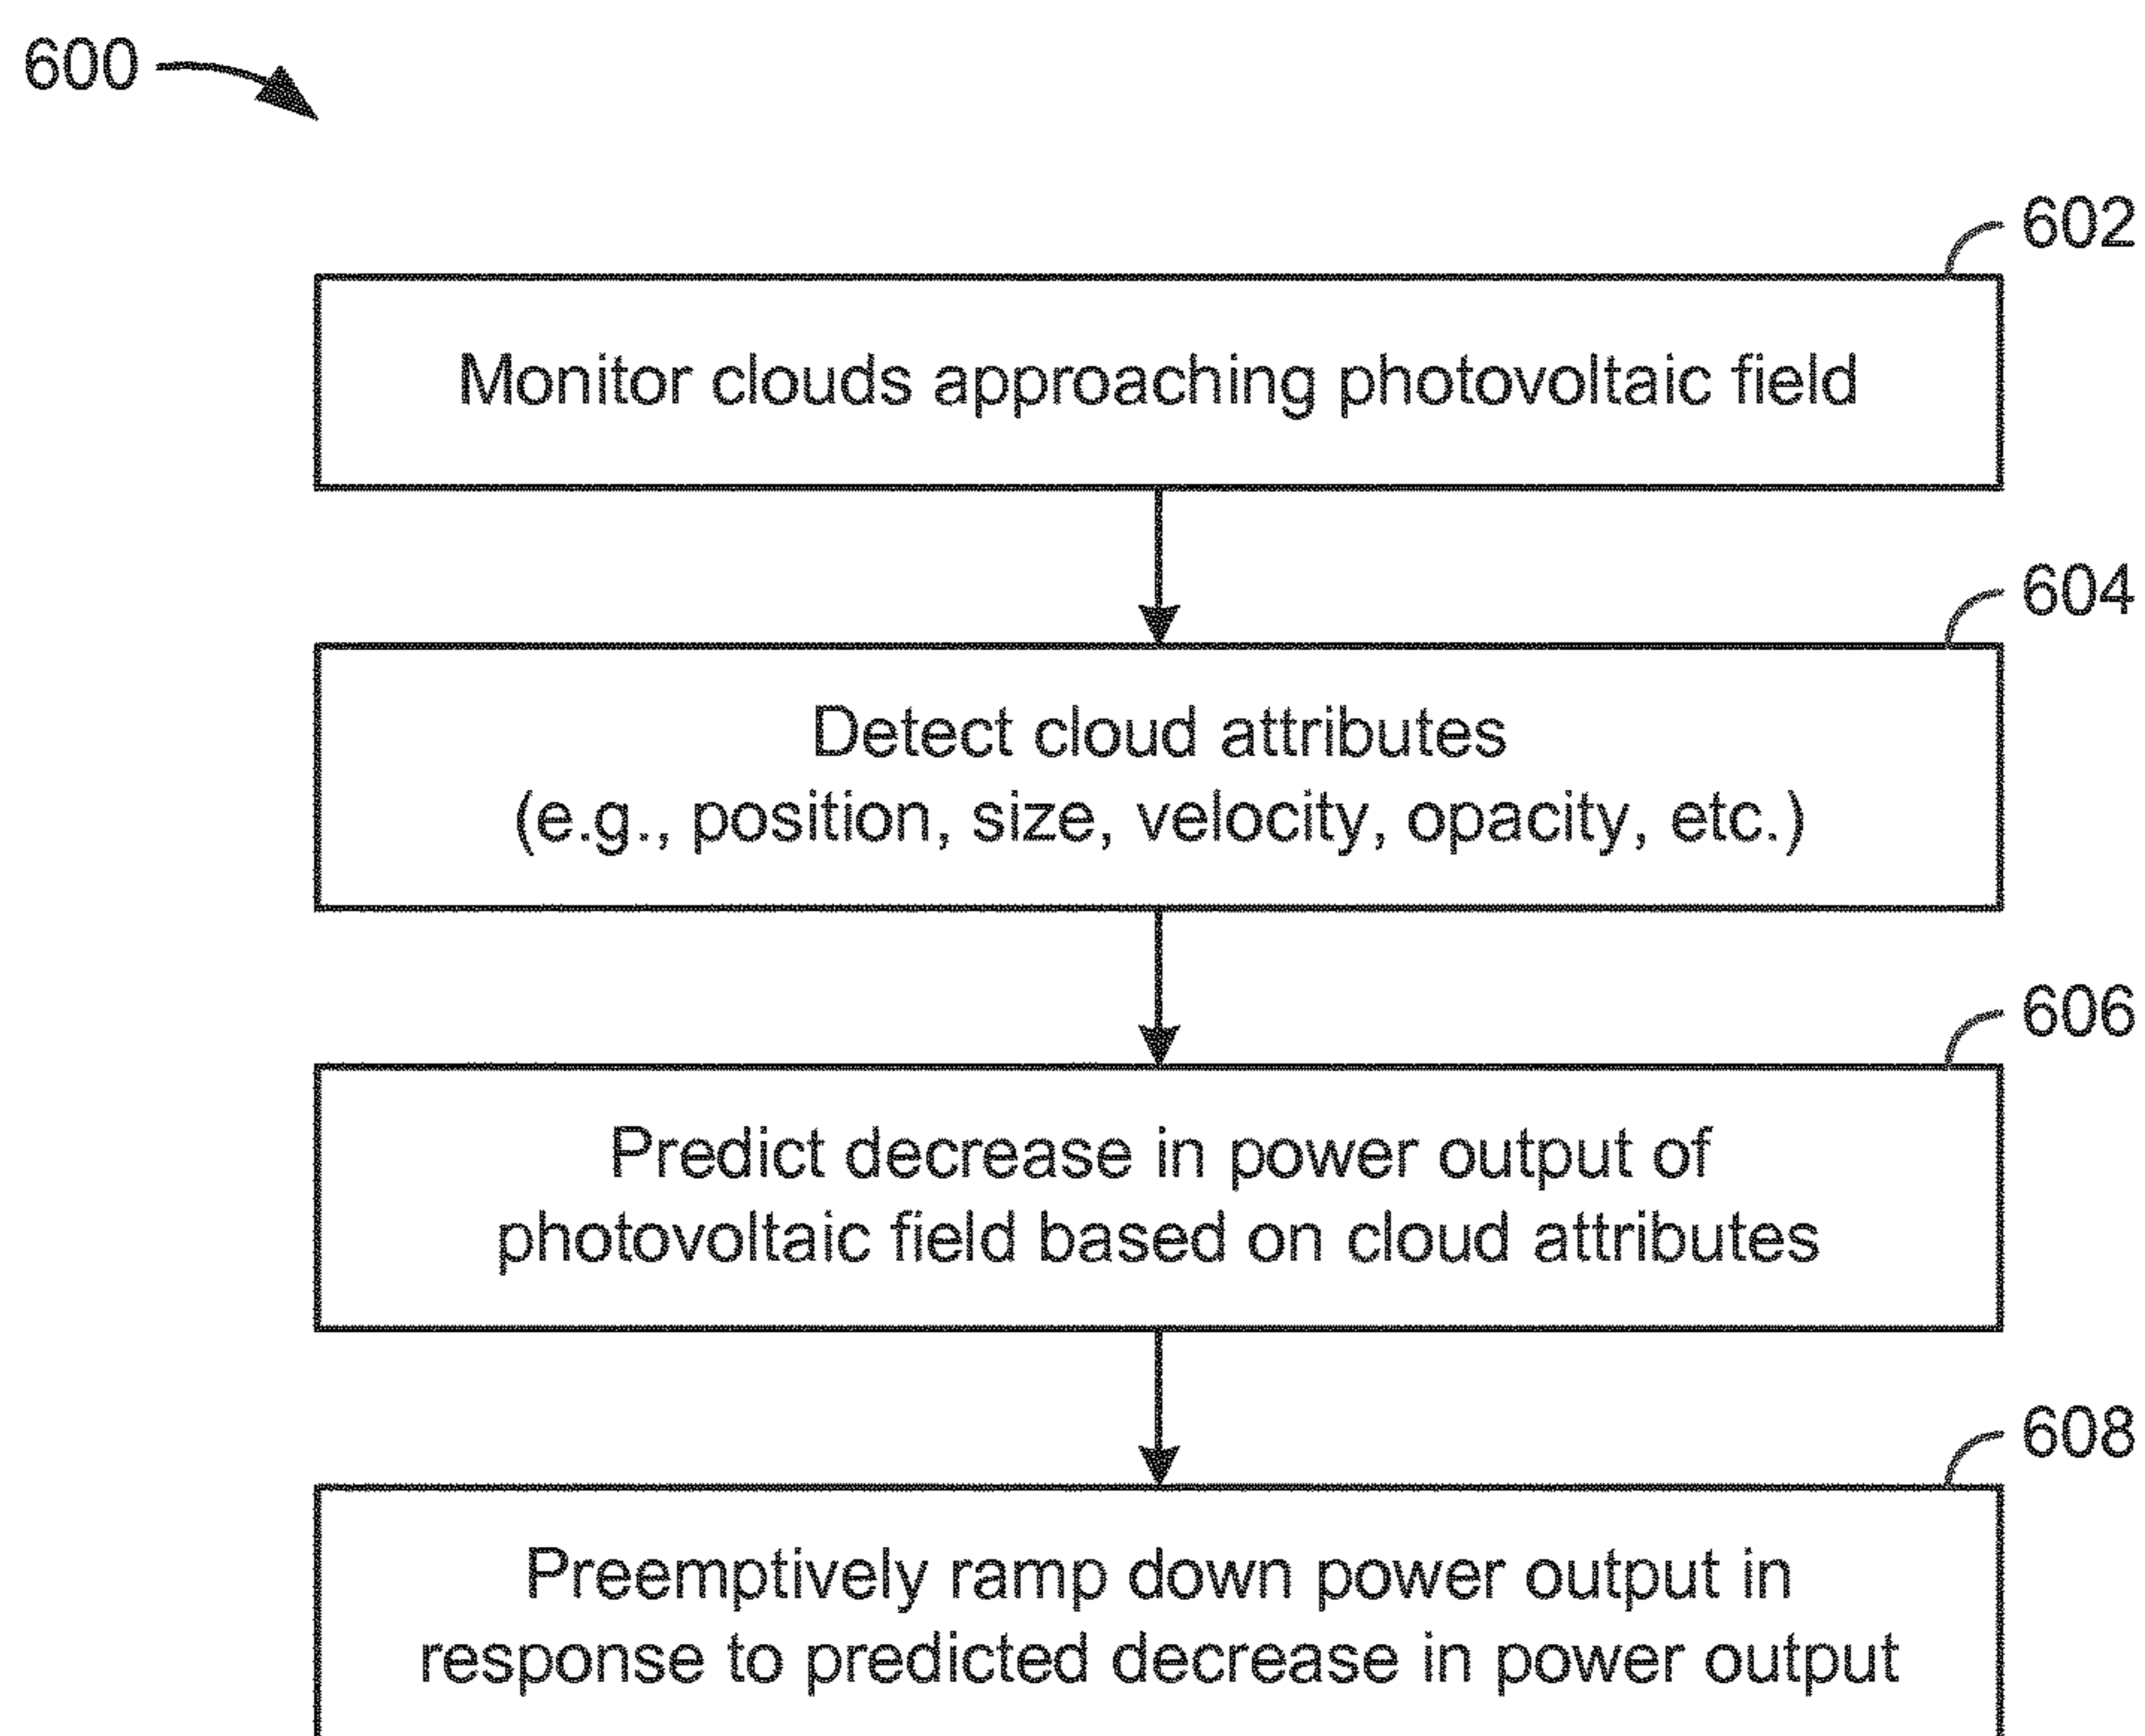 600
602
Monitor clouds approaching photovoltaic field
604
Detect cloud attributes
(e.g., position, size, velocity, opacity, etc.)
606
Predict decrease in power output of
photovoltaic field based on cloud attributes
608
Preemptively ramp down power output in
response to predicted decrease in power output